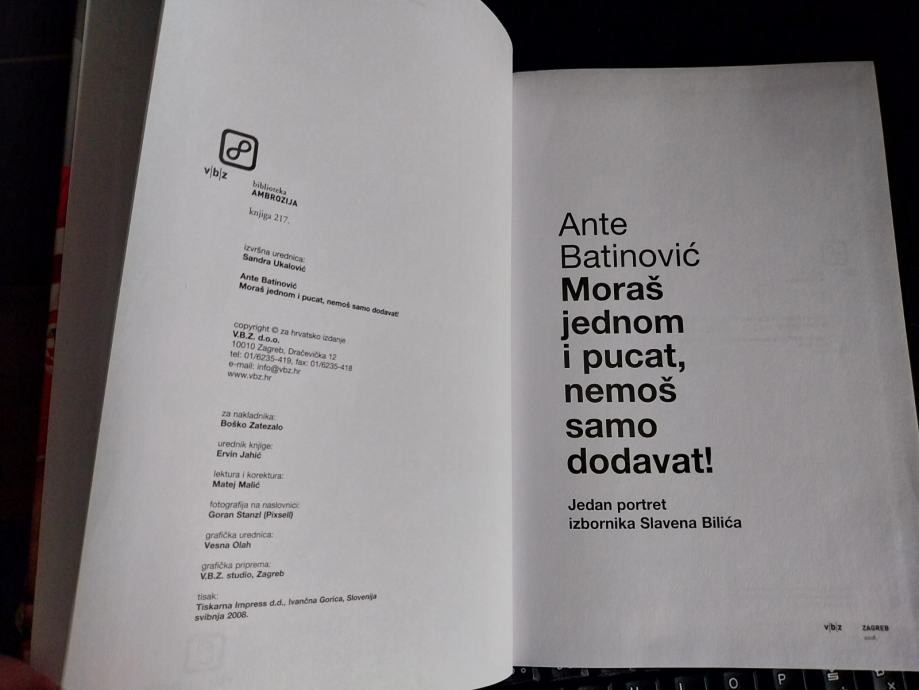 v|b|z
biblioteka
AMBROZIJA
knjiga 217.
izvršna urednica:
Sandra Ukalović
Ante Batinović
Moraš jednom i pucat, nemoš samo dodavat!
copyright © za hrvatsko izdanje
V.B.Z. d.o.o.
10010 Zagreb, Dračevička 12
tel: 01/6235-419, fax: 01/6235-418
e-mail: info@vbz.hr
www.vbz.hr
za nakladnika:
Boško Zatezalo
urednik knjige:
Ervin Jahić
lektura i korektura:
Matej Malić
fotografija na naslovnici:
Goran Stanzl (Pixsell)
grafička urednica:
Vesna Olah
grafička priprema:
V.B.Z. studio, Zagreb
tisak:
Tiskarna Impress d.d., Ivančna Gorica, Slovenija
svibnja 2008.
Ante
Batinović
Moraš
jednom
i pucat,
nemoš
samo
dodavat!
Jedan portret
izbornika Slavena Bilića
v|b|z ZAGREB
O P Š